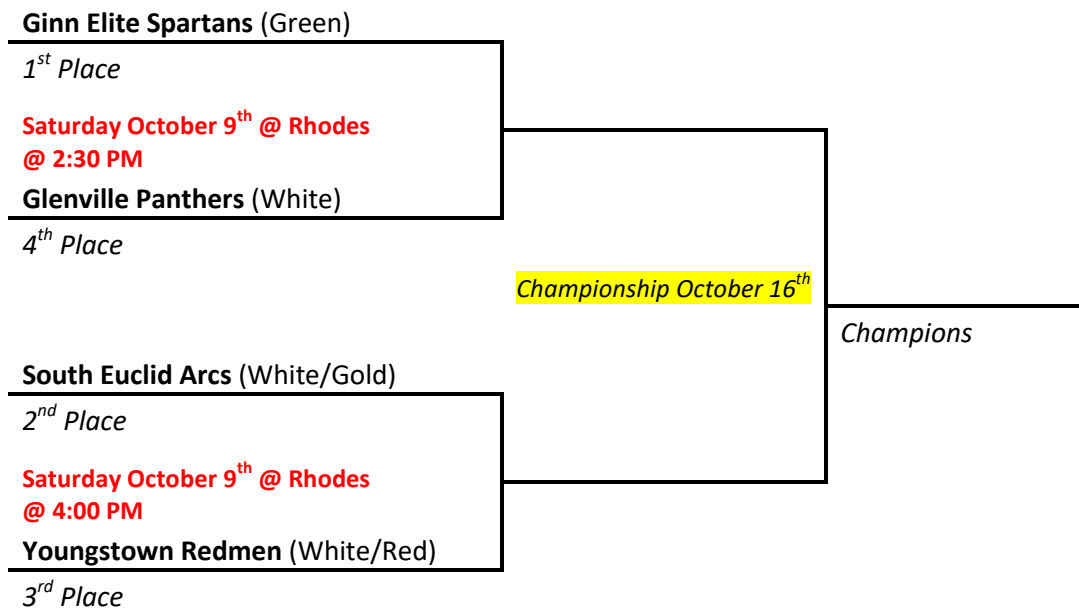 Ginn Elite Spartans (Green)
1st Place
Saturday October 9th @ Rhodes
@ 2:30 PM
Glenville Panthers (White)
4th Place
Championship October 16th
Champions
South Euclid Arcs (White/Gold)
2nd Place
Saturday October 9th @ Rhodes
@ 4:00 PM
Youngstown Redmen (White/Red)
3rd Place